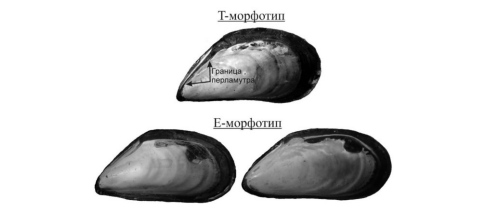 Т-морфотип
Граница
перламутра
Е-морфотип